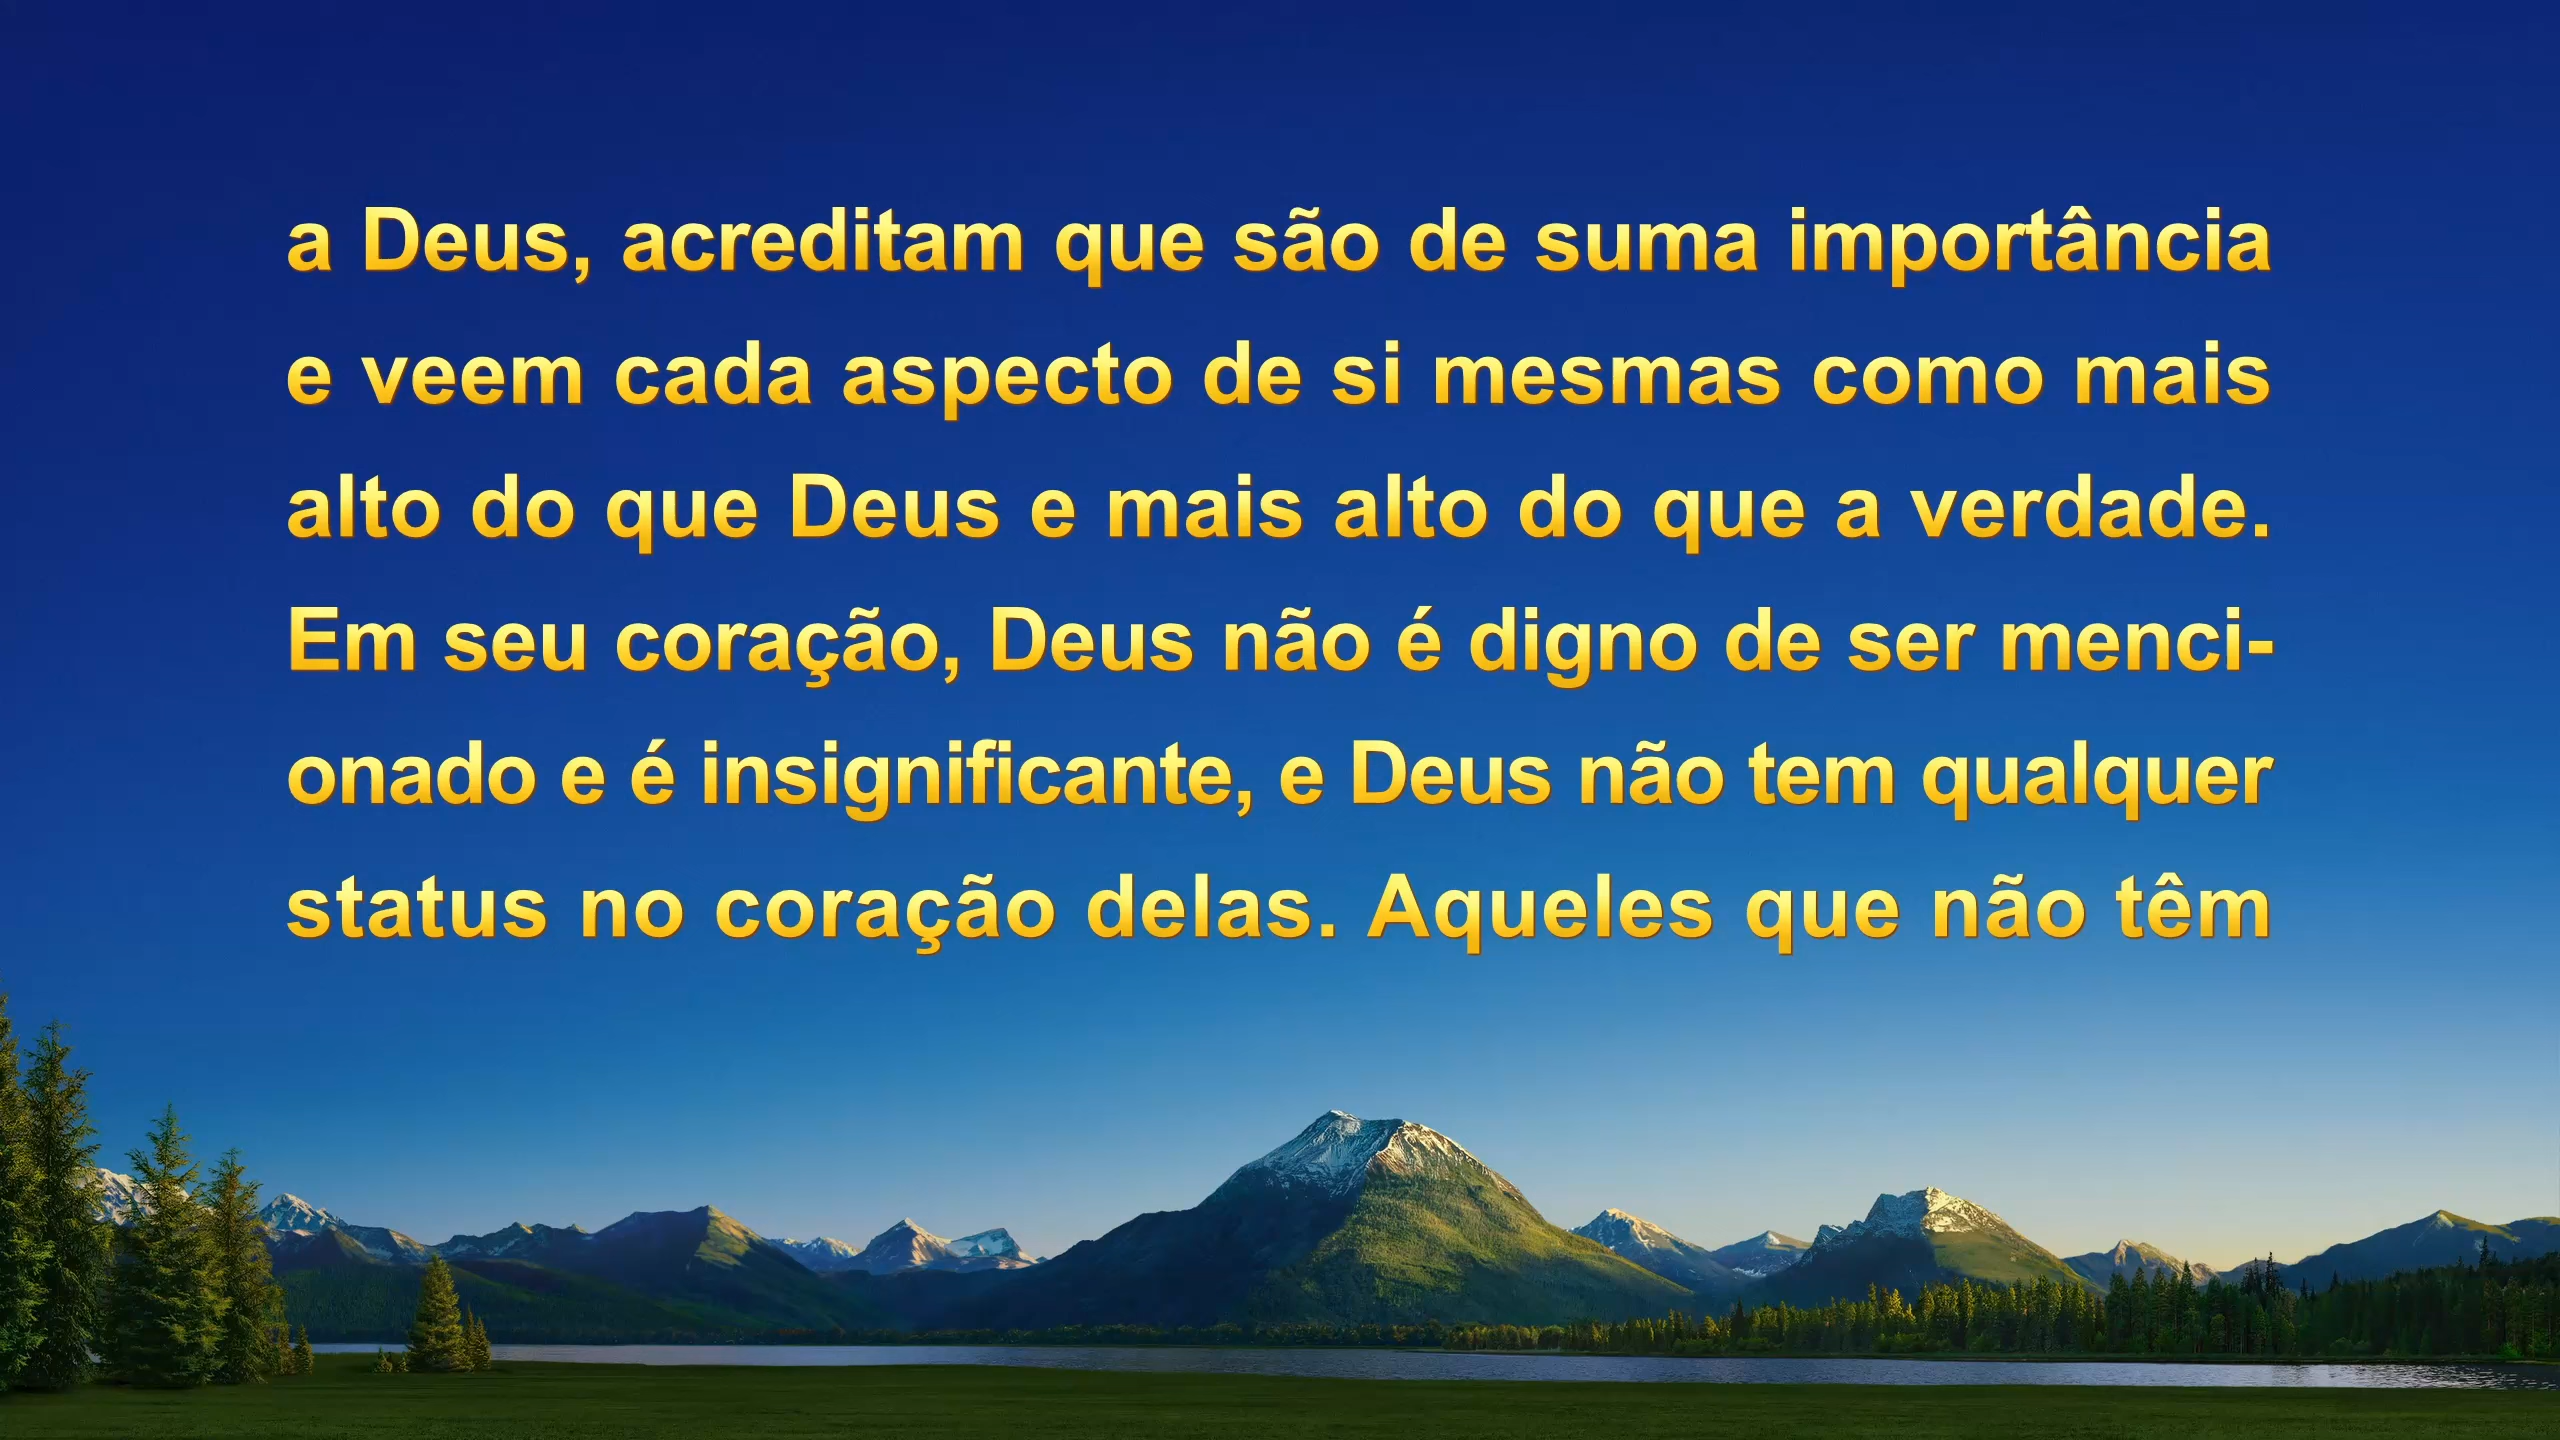 a Deus, acreditam que são de suma importância
e veem cada aspecto de si mesmas como mais
alto do que Deus e mais alto do que a verdade.
Em seu coração, Deus não é digno de ser menci-
onado e é insignificante, e Deus não tem qualquer
status no coração delas. Aqueles que não têm